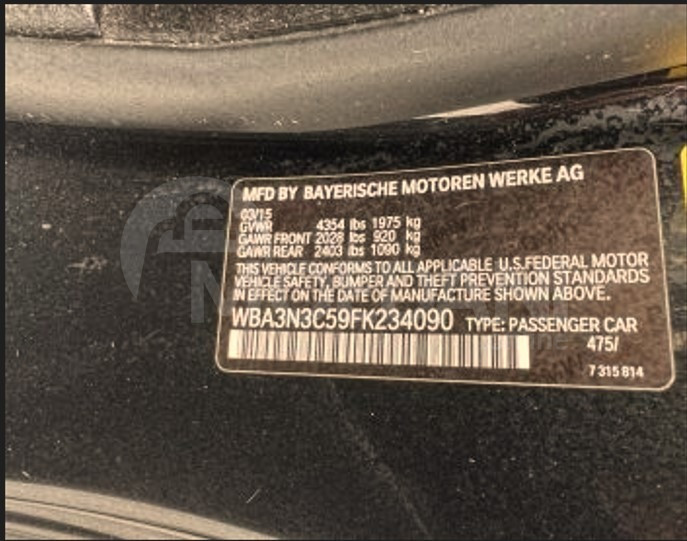 MFD BY BAYERISCHE MOTOREN WERKE AG
03/15
GVWR 4354 lbs 1975 kg
GAWR FRONT 2028 lbs 920 kg
GAWR REAR 2403 lbs 1090 kg
THIS VEHICLE CONFORMS TO ALL APPLICABLE U.S.FEDERAL MOTOR
VEHICLE SAFETY, BUMPER AND THEFT PREVENTION STANDARDS
IN EFFECT ON THE DATE OF MANUFACTURE SHOWN ABOVE.
WBA3N3C59FK234090 TYPE: PASSENGER CAR
475/
7 315 814